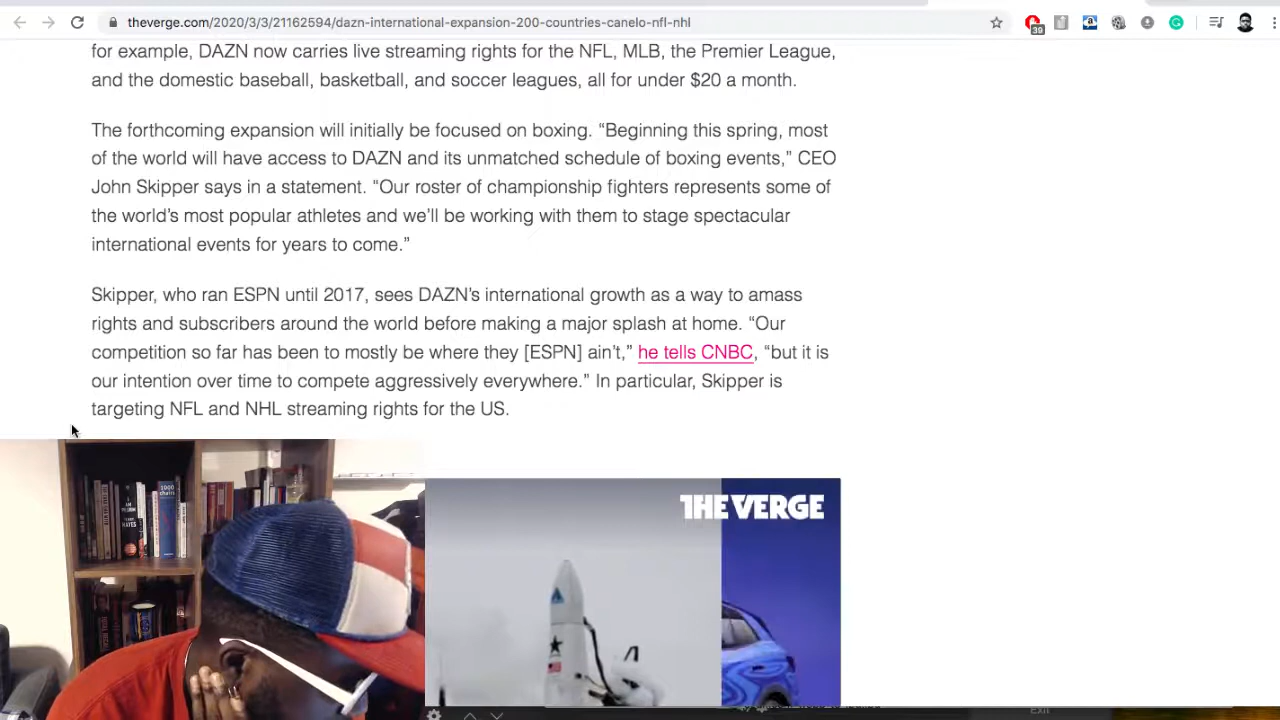 theverge.com/2020/3/3/21162594/dazn-international-expansion-200-countries-canelo-nfl-nhl
39
for example, DAZN now carries live streaming rights for the NFL, MLB, the Premier League,
and the domestic baseball, basketball, and soccer leagues, all for under $20 a month.
The forthcoming expansion will initially be focused on boxing. “Beginning this spring, most
of the world will have access to DAZN and its unmatched schedule of boxing events,” CEO
John Skipper says in a statement. “Our roster of championship fighters represents some of
the world’s most popular athletes and we’ll be working with them to stage spectacular
international events for years to come.”
Skipper, who ran ESPN until 2017, sees DAZN’s international growth as a way to amass
rights and subscribers around the world before making a major splash at home. “Our
competition so far has been to mostly be where they [ESPN] ain’t,” he tells CNBC, “but it is
our intention over time to compete aggressively everywhere.” In particular, Skipper is
targeting NFL and NHL streaming rights for the US.
THE VERGE
Exit